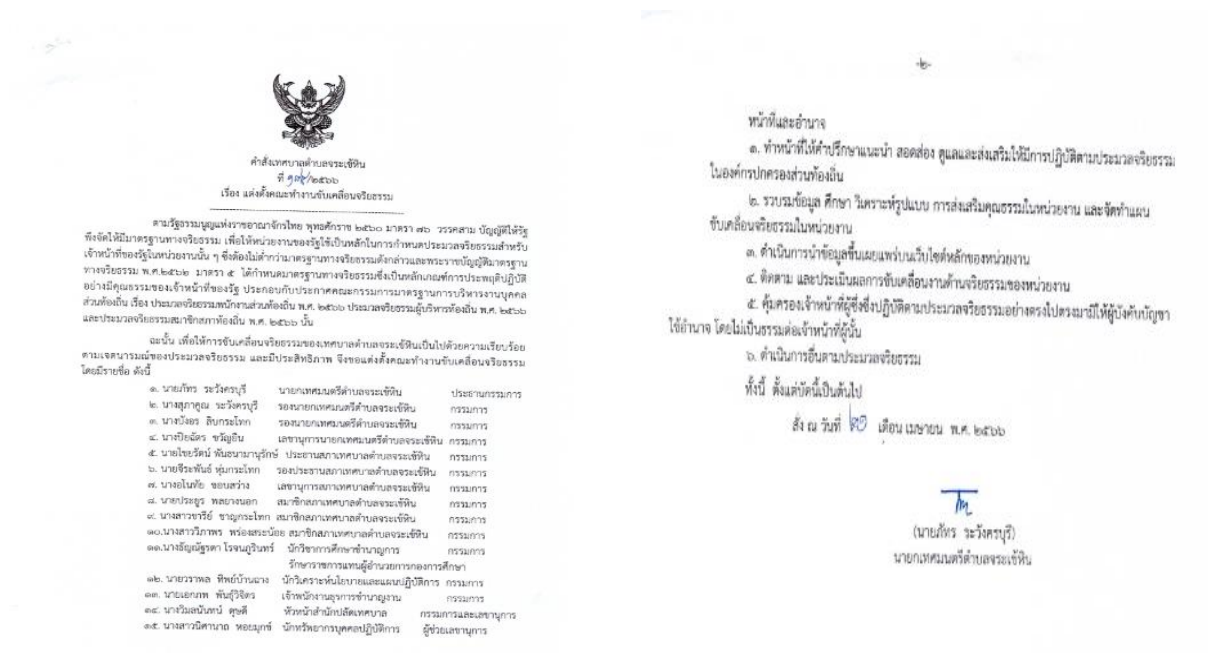 คำสั่งเทศบาลตำบลจระเข้หิน
ที่ /๒๕๖๖
เรื่อง แต่งตั้งคณะทำงานขับเคลื่อนจริยธรรม
ตามรัฐธรรมนูญแห่งราชอาณาจักรไทย พุทธศักราช ๒๕๖๐ มาตรา ๗๖ วรรคสาม บัญญัติให้รัฐ
พึงจัดให้มีมาตรฐานทางจริยธรรม เพื่อให้หน่วยงานของรัฐใช้เป็นหลักในการกำหนดประมวลจริยธรรมสำหรับ
เจ้าหน้าที่ของรัฐในหน่วยงานนั้น ๆ ซึ่งต้องไม่ต่ำกว่ามาตรฐานทางจริยธรรมดังกล่าวและพระราชบัญญัติมาตรฐาน
ทางจริยธรรม พ.ศ.๒๕๖๒ มาตรา ๕ ได้กำหนดมาตรฐานทางจริยธรรมซึ่งเป็นหลักเกณฑ์การประพฤติปฏิบัติ
อย่างมีคุณธรรมของเจ้าหน้าที่ของรัฐ ประกอบกับประกาศคณะกรรมการมาตรฐานการบริหารงานบุคคล
ส่วนท้องถิ่น เรื่อง ประมวลจริยธรรมพนักงานส่วนท้องถิ่น พ.ศ. ๒๕๖๖ ประมวลจริยธรรมผู้บริหารท้องถิ่น พ.ศ. ๒๕๖๖
และประมวลจริยธรรมสมาชิกสภาท้องถิ่น พ.ศ. ๒๕๖๖ นั้น
ฉะนั้น เพื่อให้การขับเคลื่อนจริยธรรมของเทศบาลตำบลจระเข้หินเป็นไปด้วยความเรียบร้อย
ตามเจตนารมณ์ของประมวลจริยธรรม และมีประสิทธิภาพ จึงขอแต่งตั้งคณะทำงานขับเคลื่อนจริยธรรม
โดยมีรายชื่อ ดังนี้
๑. นายภัทร ระวังครบุรี นายกเทศมนตรีตำบลจระเข้หิน ประธานกรรมการ
๒. นางสุภาคูณ ระวังครบุรี รองนายกเทศมนตรีตำบลจระเข้หิน กรรมการ
๓. นางบังอร ลิบกระโทก รองนายกเทศมนตรีตำบลจระเข้หิน กรรมการ
๔. นางปิยฉัตร ขวัญยืน เลขานุการนายกเทศมนตรีตำบลจระเข้หิน กรรมการ
๕. นายไชยรัตน์ พันธนามานุรักษ์ ประธานสภาเทศบาลตำบลจระเข้หิน กรรมการ
๖. นายจีระพันธ์ หุ่มกระโทก รองประธานสภาเทศบาลตำบลจระเข้หิน กรรมการ
๗. นางอโนทัย ชอบสว่าง เลขานุการสภาเทศบาลตำบลจระเข้หิน กรรมการ
๘. นายประยูร พลยางนอก สมาชิกสภาเทศบาลตำบลจระเข้หิน กรรมการ
๙. นางสาวชารีย์ ชาญกระโทก สมาชิกสภาเทศบาลตำบลจระเข้หิน กรรมการ
๑๐.นางสาววิภาพร พร่องสระน้อย สมาชิกสภาเทศบาลตำบลจระเข้หิน กรรมการ
๑๑.นางธัญณัฐรดา โรจนภูรินทร์ นักวิชาการศึกษาชำนาญการ กรรมการ
รักษาราชการแทนผู้อำนวยการกองการศึกษา
๑๒. นายวราพล ทิพย์บ้านฉาง นักวิเคราะห์นโยบายและแผนปฏิบัติการ กรรมการ
๑๓. นายเอกภพ พันธุ์วิจิตร เจ้าพนักงานธุรการชำนาญงาน กรรมการ
๑๔. นางวิมลนันทน์ ดุษดี หัวหน้าสำนักปลัดเทศบาล กรรมการและเลขานุการ
๑๕. นางสาวนิศานาถ หอยมุกข์ นักทรัพยากรบุคคลปฏิบัติการ ผู้ช่วยเลขานุการ
-๒-
หน้าที่และอำนาจ
๑. ทำหน้าที่ให้คำปรึกษาแนะนำ สอดส่อง ดูแลและส่งเสริมให้มีการปฏิบัติตามประมวลจริยธรรม
ในองค์กรปกครองส่วนท้องถิ่น
๒. รวบรมข้อมูล ศึกษา วิเคราะห์รูปแบบ การส่งเสริมคุณธรรมในหน่วยงาน และจัดทำแผน
ขับเคลื่อนจริยธรรมในหน่วยงาน
๓. ดำเนินการนำข้อมูลขึ้นเผยแพร่บนเว็บไซต์หลักของหน่วยงาน
๔. ติดตาม และประเมินผลการขับเคลื่อนงานด้านจริยธรรมของหน่วยงาน
๕. คุ้มครองเจ้าหน้าที่ผู้ซึ่งปฏิบัติตามประมวลจริยธรรมอย่างตรงไปตรงมามิให้ผู้บังคับบัญชา
ใช้อำนาจ โดยไม่เป็นธรรมต่อเจ้าหน้าที่ผู้นั้น
๖. ดำเนินการอื่นตามประมวลจริยธรรม
ทั้งนี้ ตั้งแต่บัดนี้เป็นต้นไป
สั่ง ณ วันที่ เดือน เมษายน พ.ศ. ๒๕๖๖
(นายภัทร ระวังครบุรี)
นายกเทศมนตรีตำบลจระเข้หิน